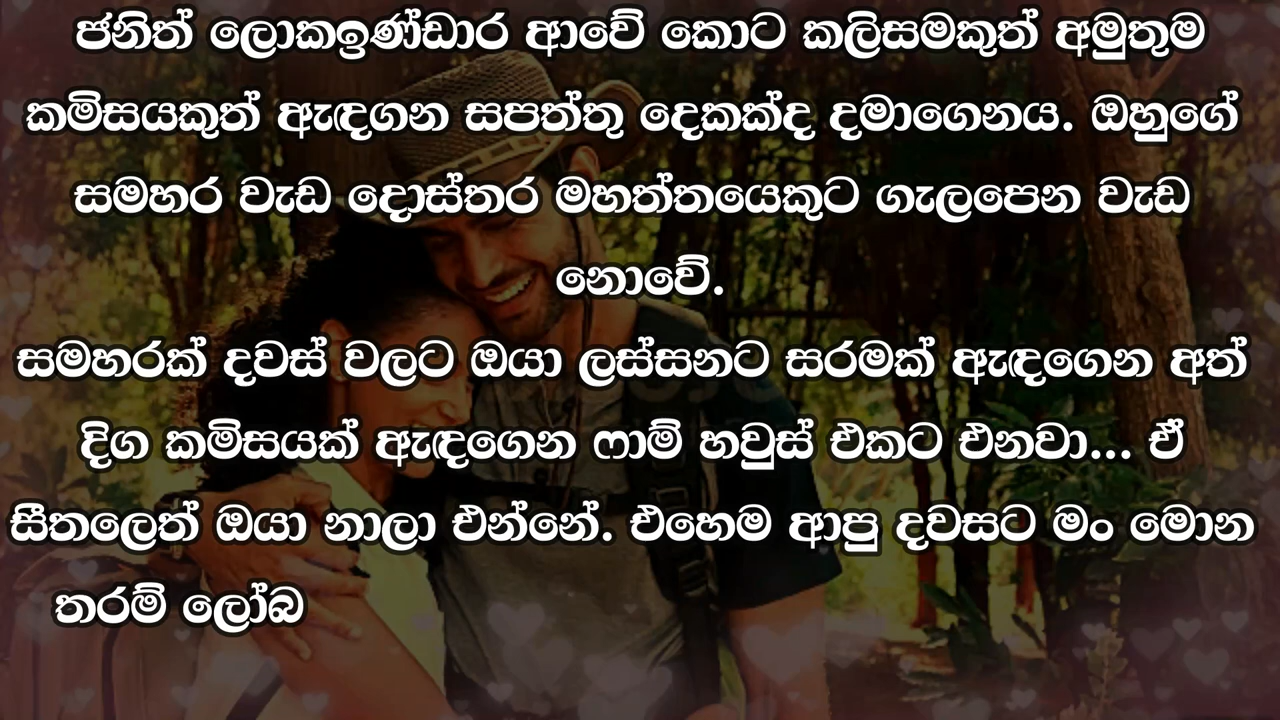 ජනිත් ලොකඉණ්ඩාර ආවේ කොට කලිසමකුත් අමුතුම
කමිසයකුත් ඇඳගන සපත්තු දෙකක්ද දමාගෙනය. ඔහුගේ
සමහර වැඩ දොස්තර මහත්තයෙකුට ගැලපෙන වැඩ
නොවේ.
සමහරක් දවස් වලට ඔයා ලස්සනට සරමක් ඇඳගෙන අත්
දිග කමිසයක් ඇඳගෙන ෆාම් හවුස් එකට එනවා... ඒ
සීතලෙත් ඔයා නාලා එන්නේ. එහෙම ආපු දවසට මං මොන
තරම් ලෝබ